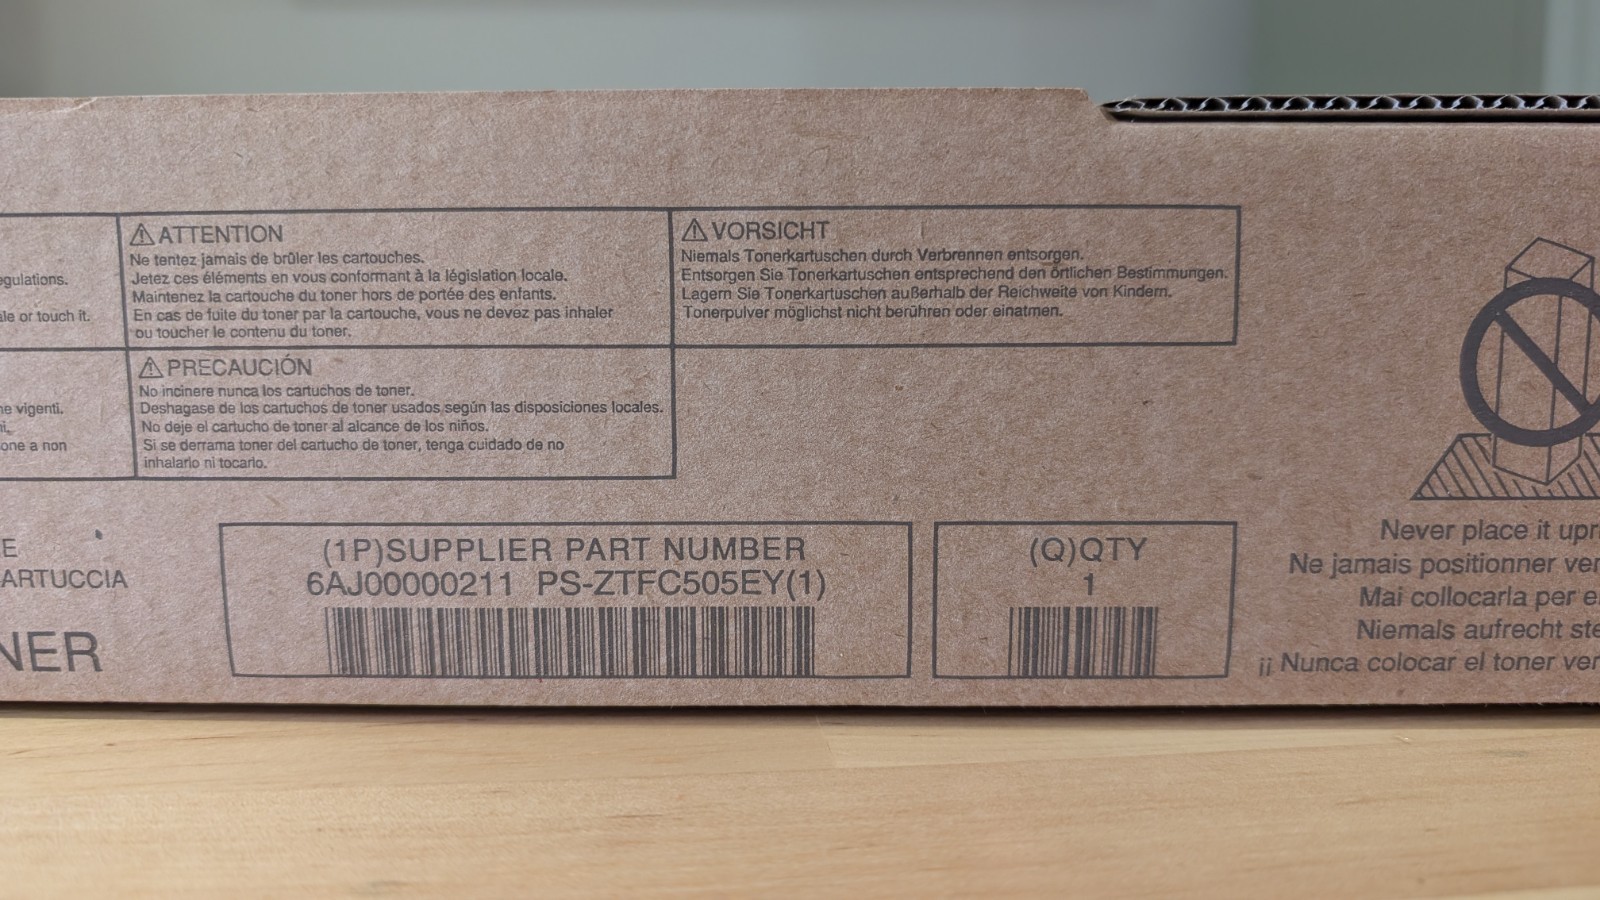 egulations.
ale or touch it.
⚠ATTENTION
Ne tentez jamais de brûler les cartouches.
Jetez ces éléments en vous conformant à la législation locale.
Maintenez la cartouche du toner hors de portée des enfants.
En cas de fuite du toner par la cartouche, vous ne devez pas inhaler
ou toucher le contenu du toner.
⚠VORSICHT
Niemals Tonerkartuschen durch Verbrennen entsorgen.
Entsorgen Sie Tonerkartuschen entsprechend den örtlichen Bestimmungen.
Lagern Sie Tonerkartuschen außerhalb der Reichweite von Kindern.
Tonerpulver möglichst nicht berühren oder einatmen.
ne vigenti.
ni,
one a non
⚠PRECAUCIÓN
No incinere nunca los cartuchos de toner.
Deshagase de los cartuchos de toner usados según las disposiciones locales.
No deje el cartucho de toner al alcance de los niños.
Si se derrama toner del cartucho de toner, tenga cuidado de no
inhalarlo ni tocarlo.
E
ARTUCCIA
NER
(1P)SUPPLIER PART NUMBER
6AJ00000211 PS-ZTFC505EY(1)
(Q)QTY
1
Never place it upri
Ne jamais positionner ver
Mai collocarla per e
Niemals aufrecht ste
¡¡ Nunca colocar el toner ver